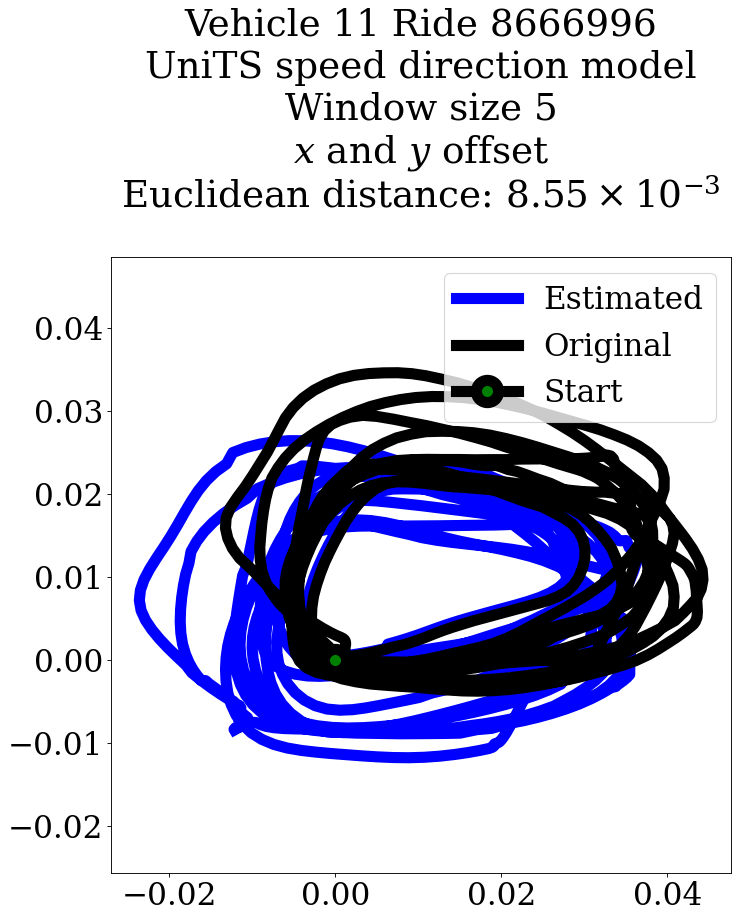 Vehicle 11 Ride 8666996
UniTS speed direction model
Window size 5
x and y offset
Euclidean distance: 8.55 × 10⁻³
Estimated
Original
Start
0.04
0.03
0.02
0.01
0.00
−0.01
−0.02
−0.02 0.00 0.02 0.04